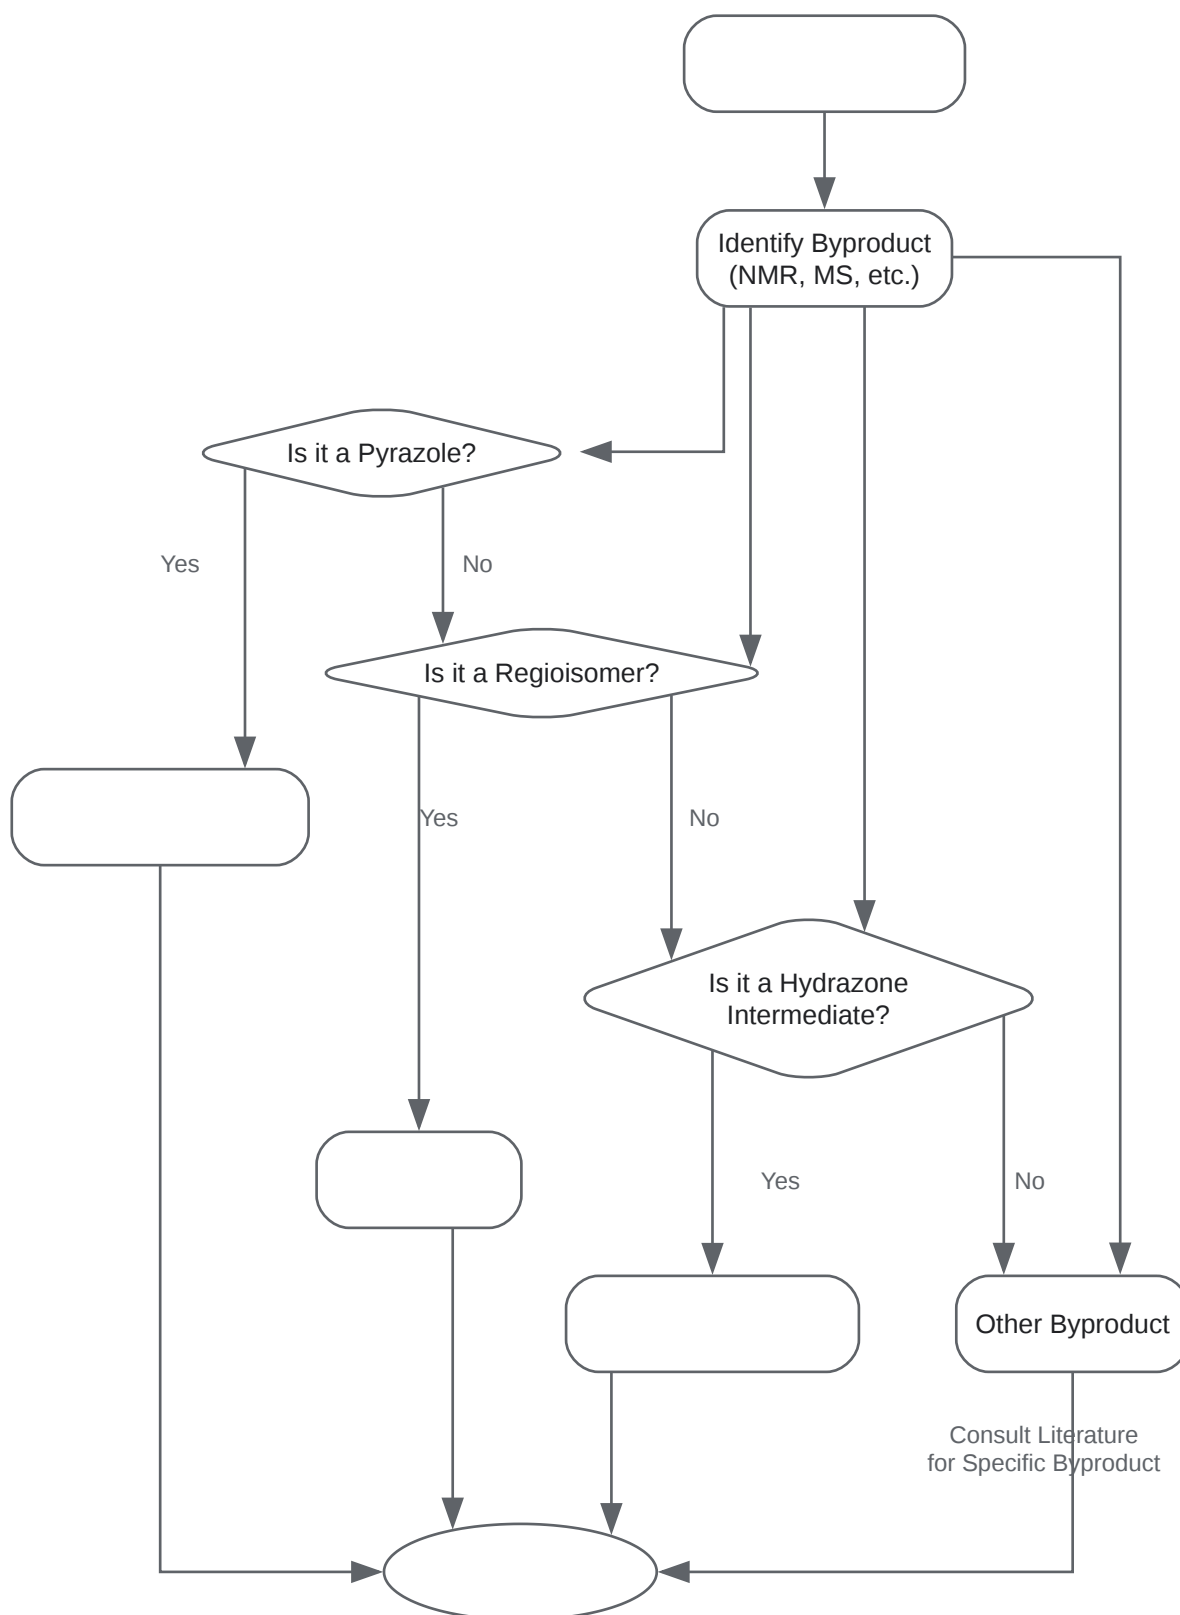 Identify Byproduct
(NMR, MS, etc.)
Is it a Pyrazole?
Yes
No
Is it a Regioisomer?
Yes
No
Is it a Hydrazone
Intermediate?
Yes
No
Other Byproduct
Consult Literature
for Specific Byproduct